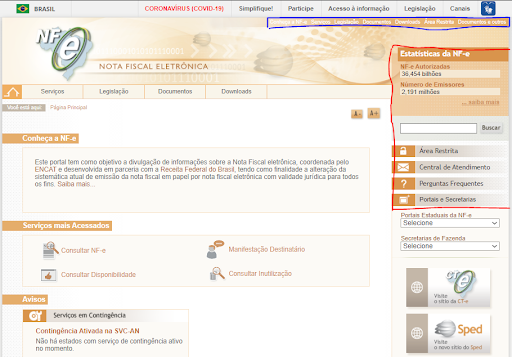 BRASIL
CORONAVÍRUS (COVID-19)
Simplifique!
Participe
Acesso à informação
Legislação
Canais
Serviços
Legislação
Documentos
Downloads
Área Restrita
Documentos e outros
NF-e
NOTA FISCAL ELETRÔNICA
Serviços
Legislação
Documentos
Downloads
Você está aqui:
Página Principal
A -
A +
Conheça a NF-e
Este portal tem como objetivo a divulgação de informações sobre a Nota Fiscal eletrônica, coordenada pelo
ENCAT e desenvolvida em parceria com a Receita Federal do Brasil, tendo como finalidade a alteração da
sistemática atual de emissão da nota fiscal em papel por nota fiscal eletrônica com validade jurídica para todos
os fins. Saiba mais...
Serviços mais Acessados
Consultar NF-e
Manifestação Destinatário
Consultar Disponibilidade
Consultar Inutilização
Avisos
Serviços em Contingência
Contingência Ativada na SVC-AN
Não há estados com serviço de contingência ativo
no momento.
Estatísticas da NF-e
NF-e Autorizadas
36,454 bilhões
Número de Emissores
2,191 milhões
... saiba mais
Buscar
Área Restrita
Central de Atendimento
Perguntas Frequentes
Portais e Secretarias
Portais Estaduais da NF-e
Selecione
Secretarias de Fazenda
Selecione
CT-e
Visite
o sítio da CT-e
Sped
Visite
o novo sítio do Sped